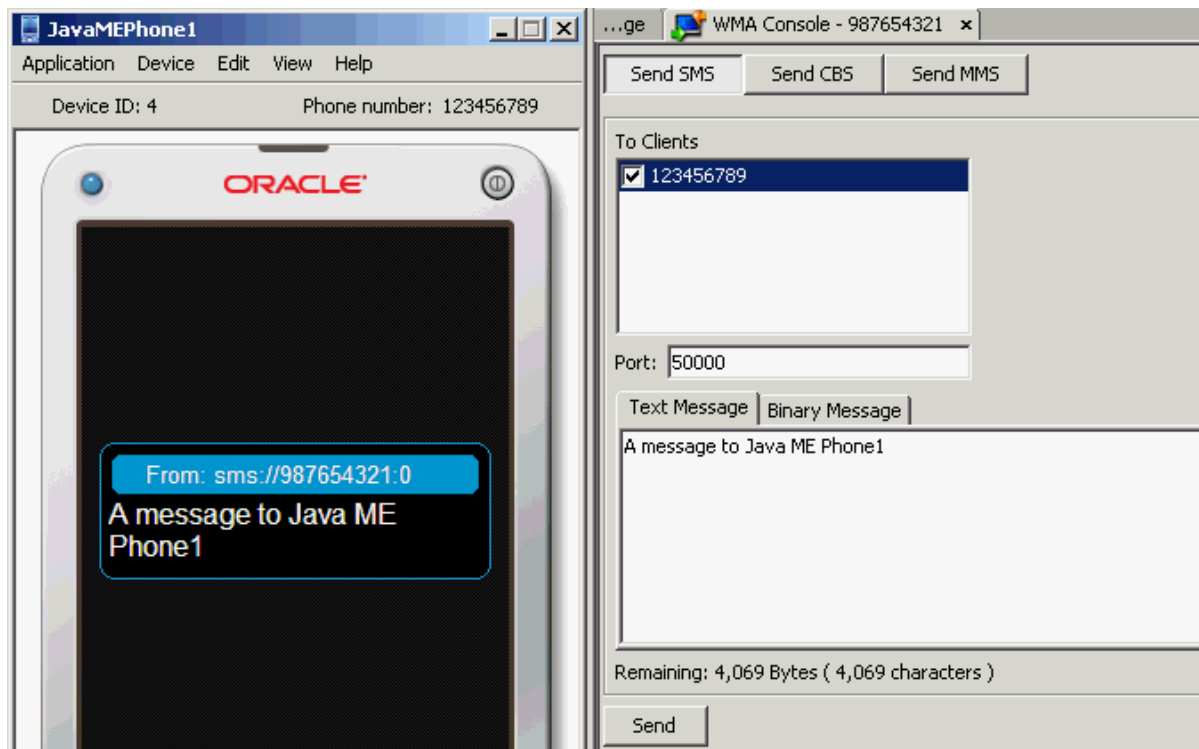 JavaMEPhone1
Application Device Edit View Help
Device ID: 4 Phone number: 123456789
ORACLE
From: sms://987654321:0
A message to Java ME
Phone1
...ge WMA Console - 987654321
Send SMS Send CBS Send MMS
To Clients
123456789
Port: 50000
Text Message Binary Message
A message to Java ME Phone1
Remaining: 4,069 Bytes ( 4,069 characters )
Send